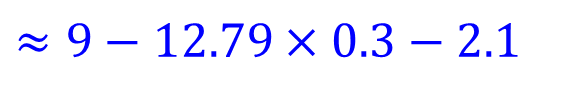 ≈ 9 − 12.79 × 0.3 − 2.1